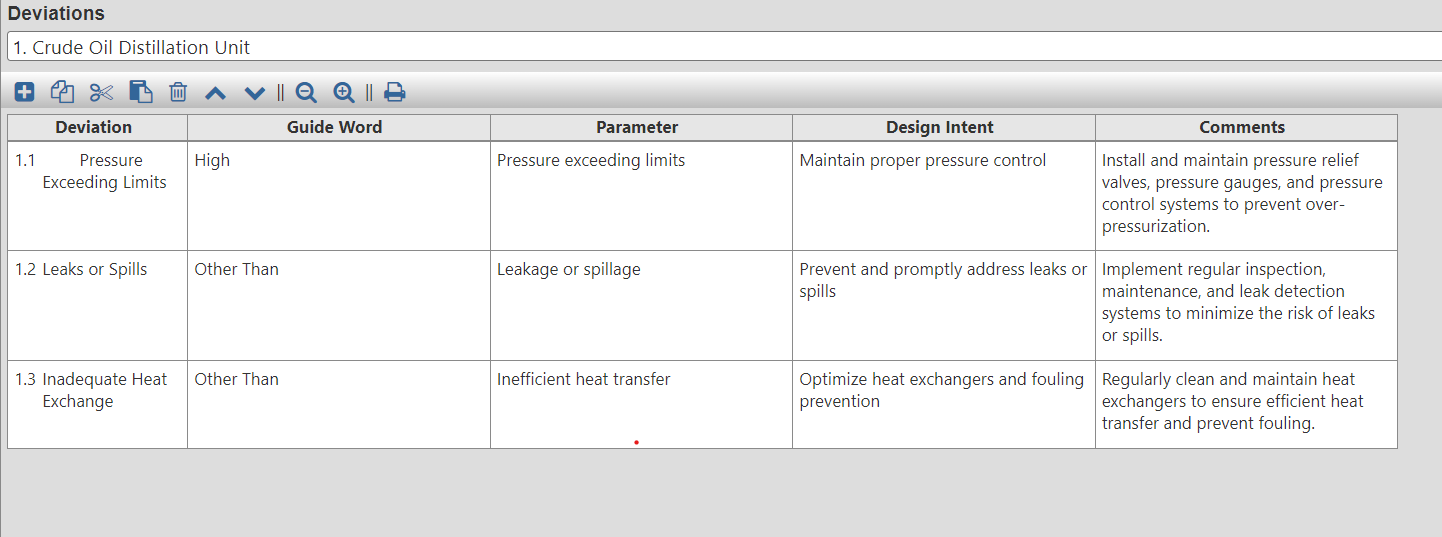 Deviations
1. Crude Oil Distillation Unit
Deviation Guide Word Parameter Design Intent Comments
1.1 Pressure Exceeding Limits
High
Pressure exceeding limits
Maintain proper pressure control
Install and maintain pressure relief
valves, pressure gauges, and pressure
control systems to prevent over-
pressurization.
1.2 Leaks or Spills
Other Than
Leakage or spillage
Prevent and promptly address leaks or
spills
Implement regular inspection,
maintenance, and leak detection
systems to minimize the risk of leaks
or spills.
1.3 Inadequate Heat
Exchange
Other Than
Inefficient heat transfer
Optimize heat exchangers and fouling
prevention
Regularly clean and maintain heat
exchangers to ensure efficient heat
transfer and prevent fouling.